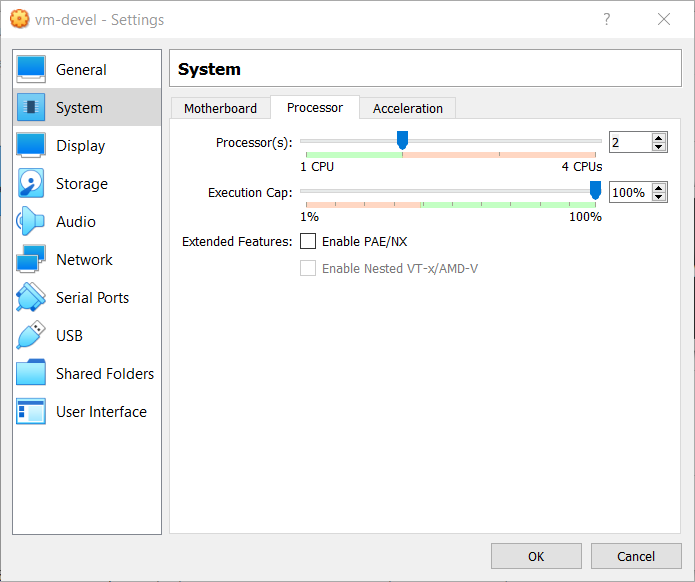 vm-devel - Settings
?
General
System
Display
Storage
Audio
Network
Serial Ports
USB
Shared Folders
User Interface
System
Motherboard Processor Acceleration
Processor(s): 2
1 CPU 4 CPUs
Execution Cap: 100%
1% 100%
Extended Features: Enable PAE/NX
Enable Nested VT-x/AMD-V
OK Cancel